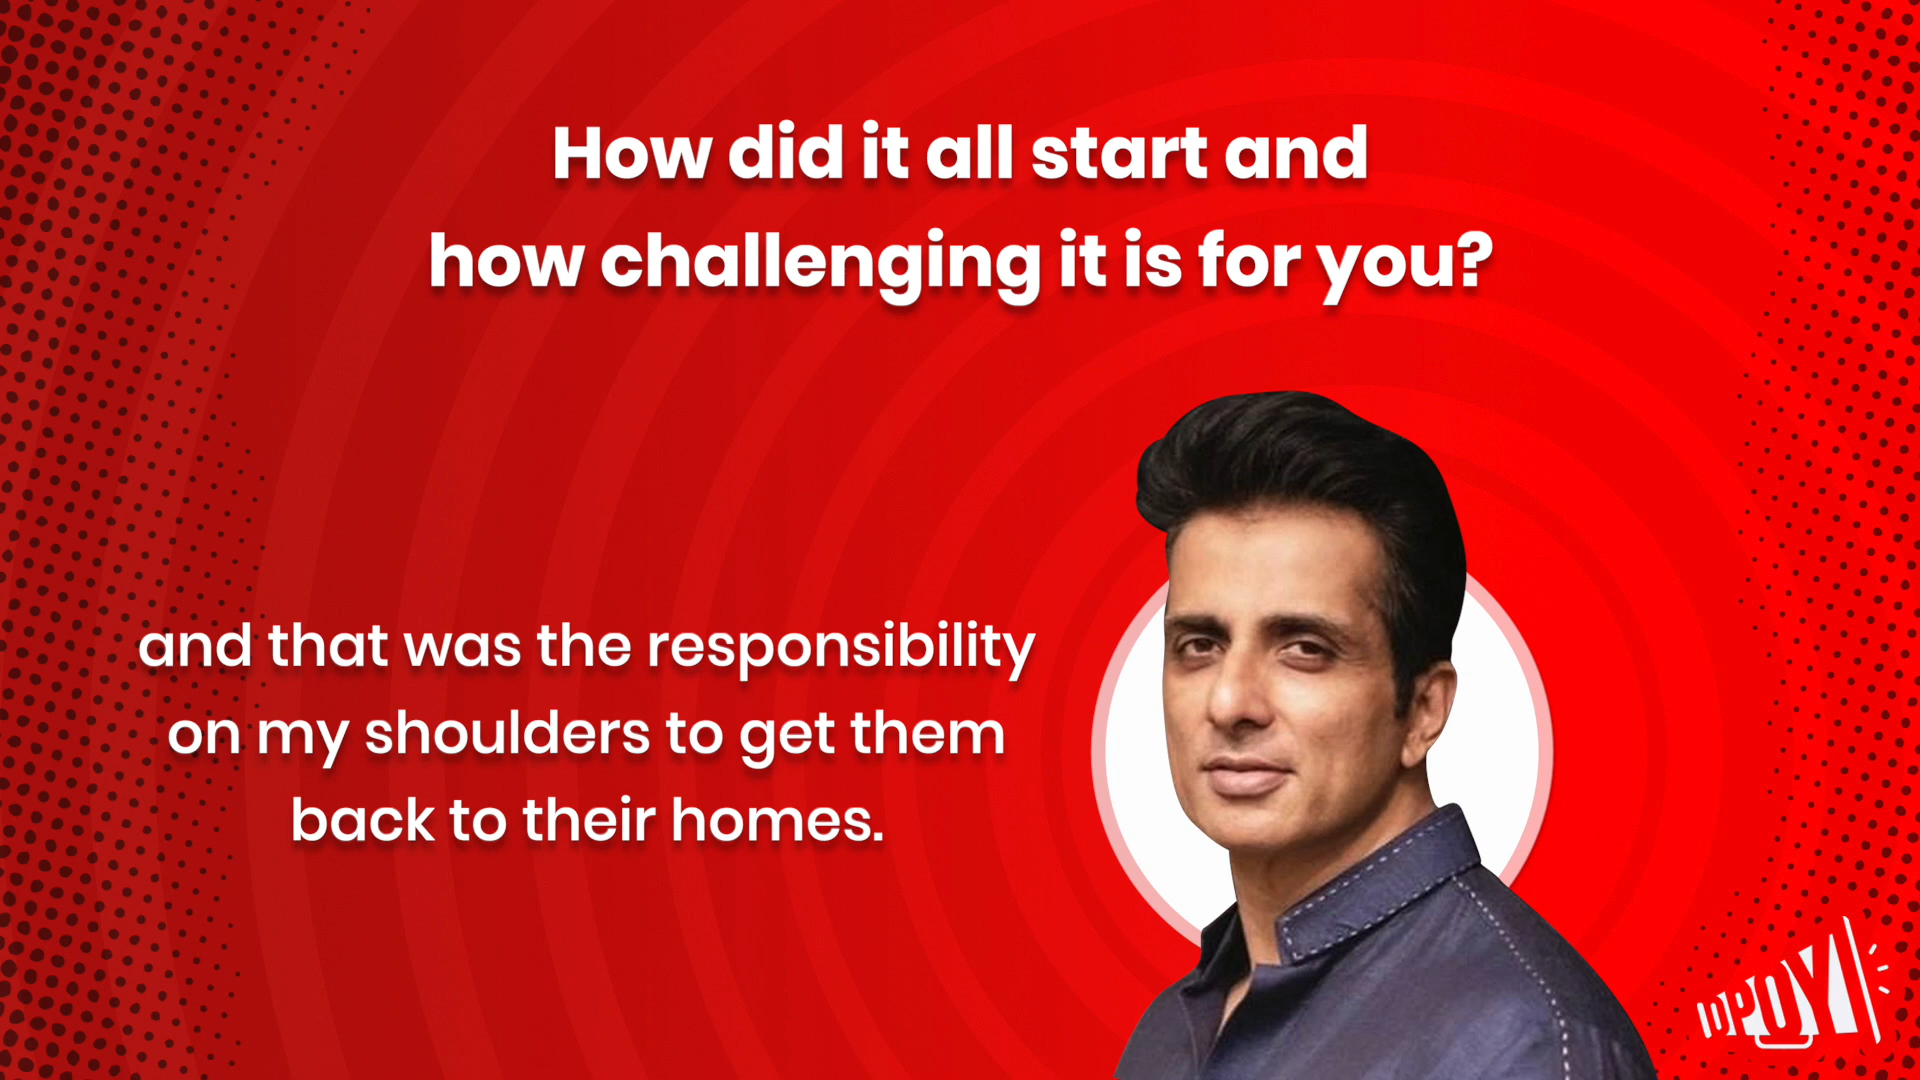 How did it all start and
how challenging it is for you?
and that was the responsibility
on my shoulders to get them
back to their homes.